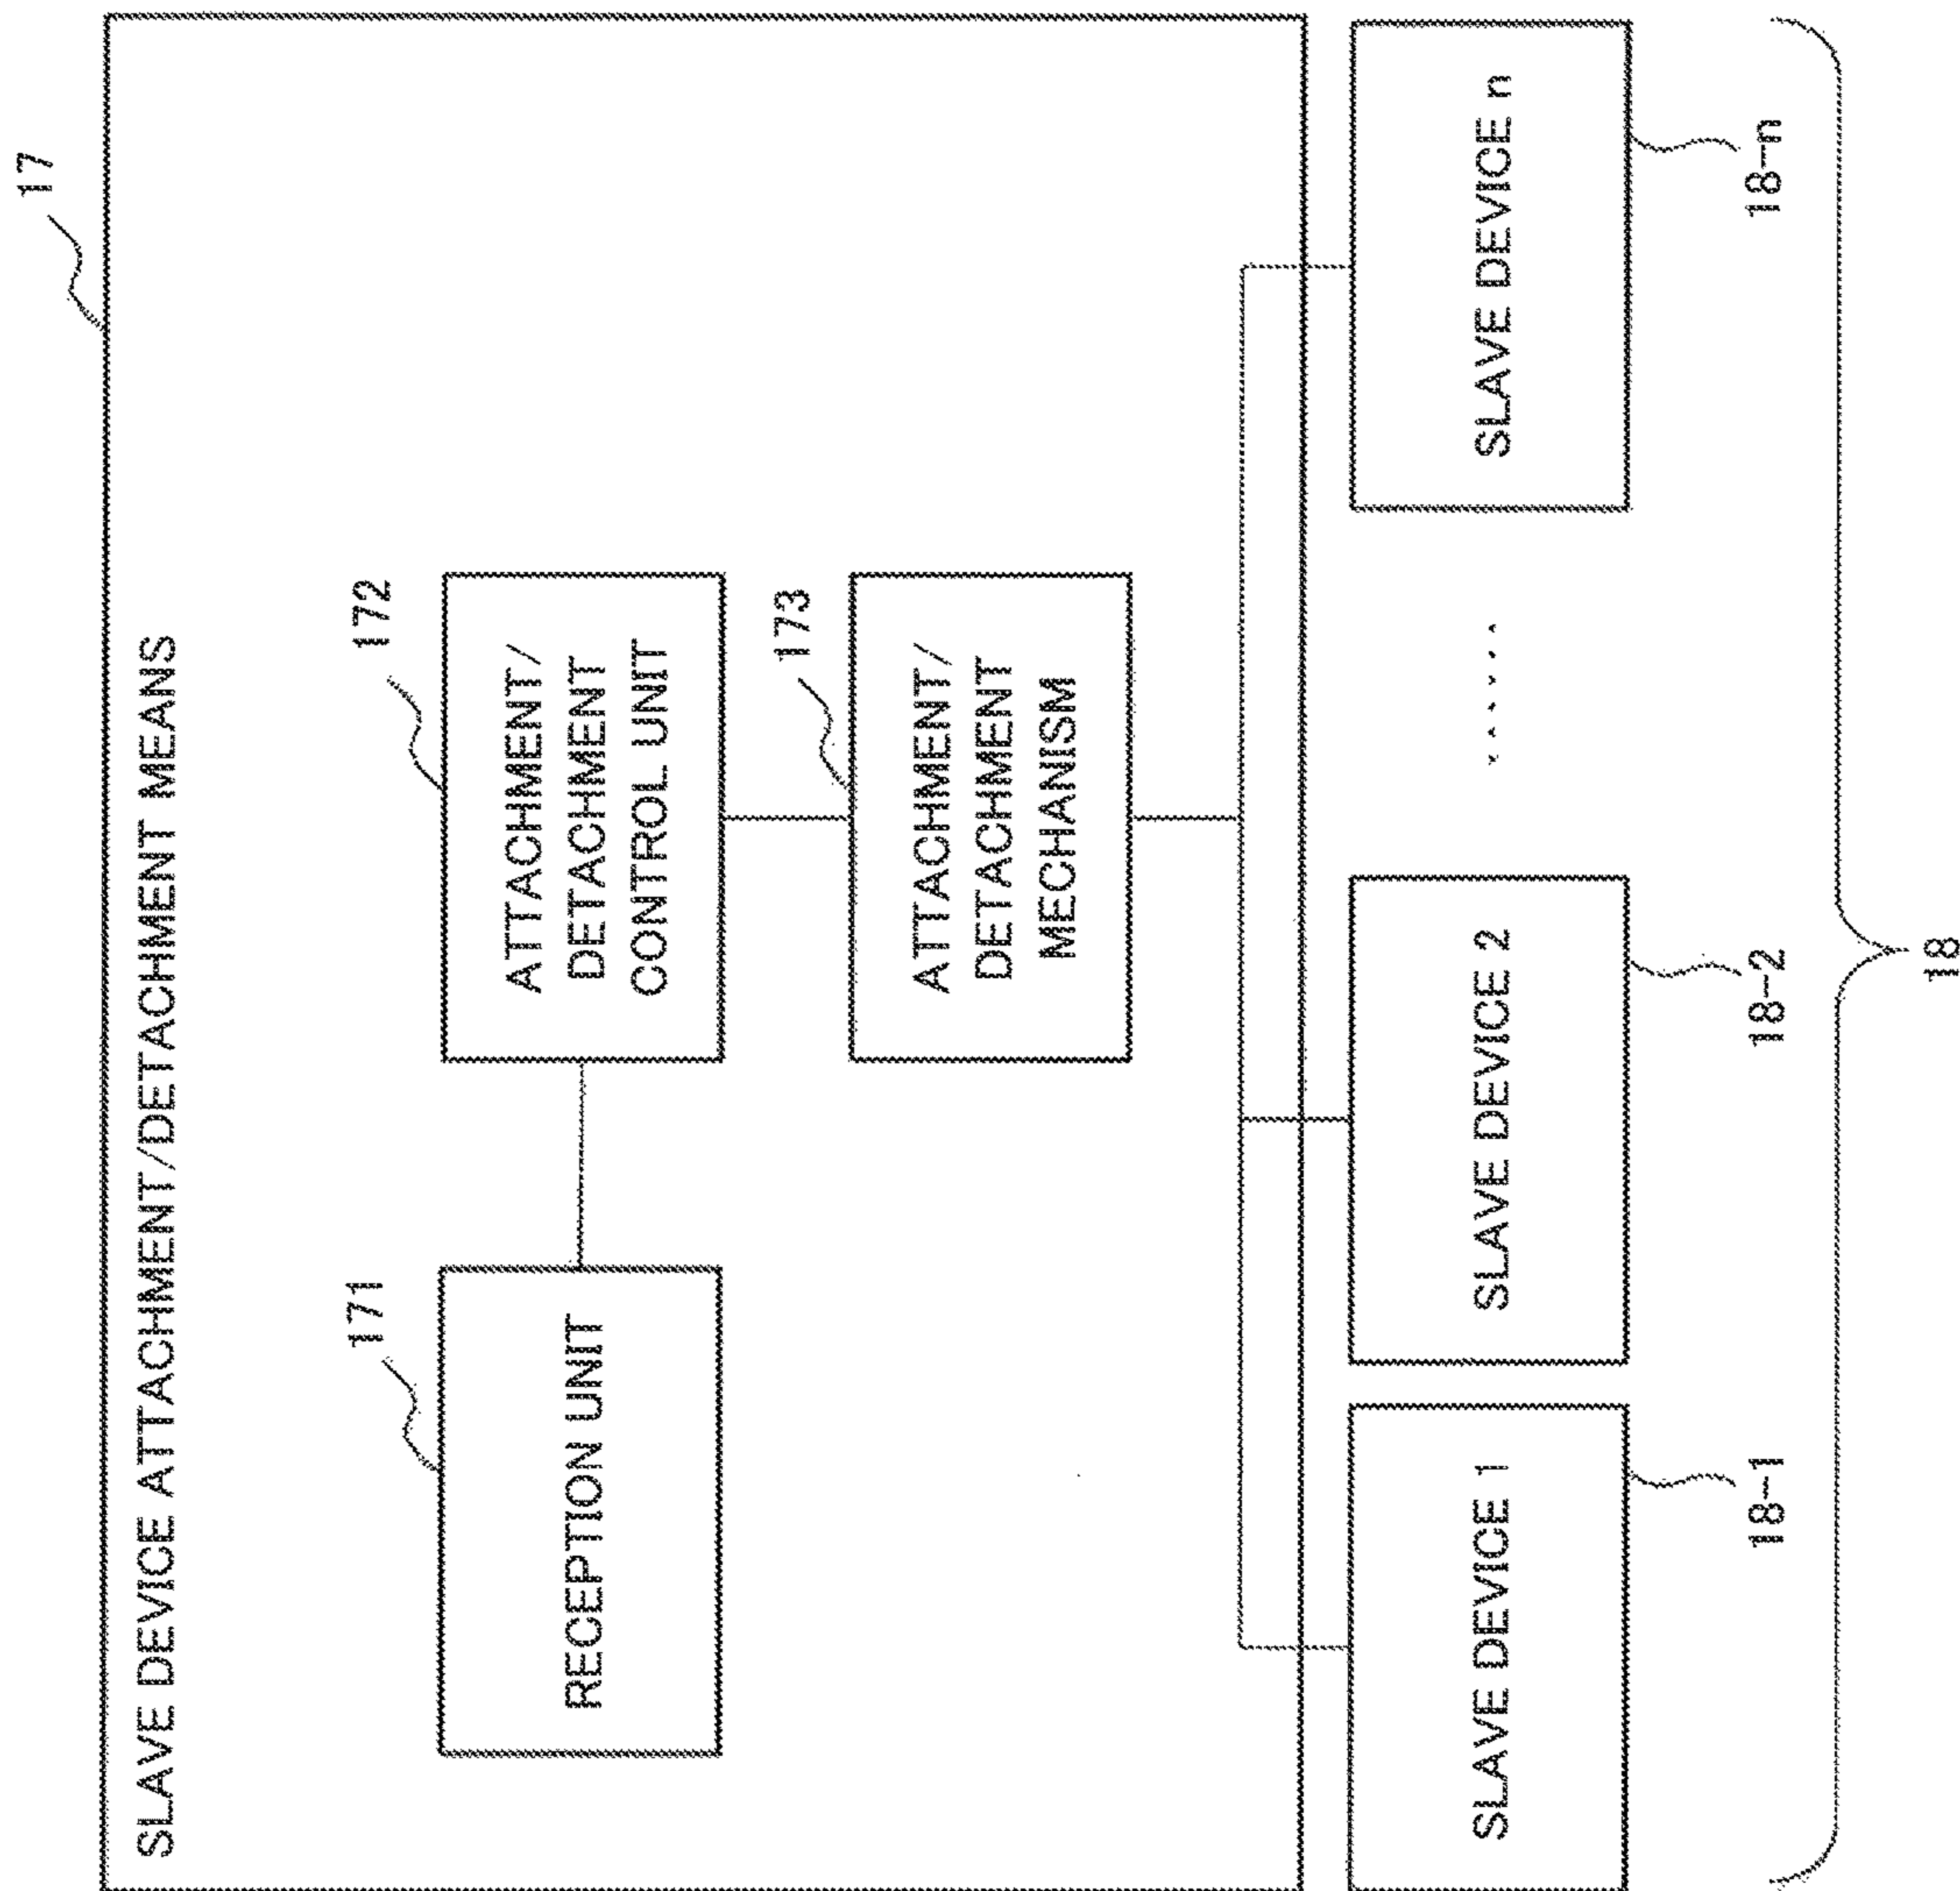 17
SLAVE DEVICE ATTACHMENT/DETACHMENT MEANS
171
172
RECEPTION UNIT
ATTACHMENT/
DETACHMENT
CONTROL UNIT
173
ATTACHMENT/
DETACHMENT
MECHANISM
SLAVE DEVICE 1
SLAVE DEVICE 2
.....
SLAVE DEVICE n
18-1
18-2
18-n
18